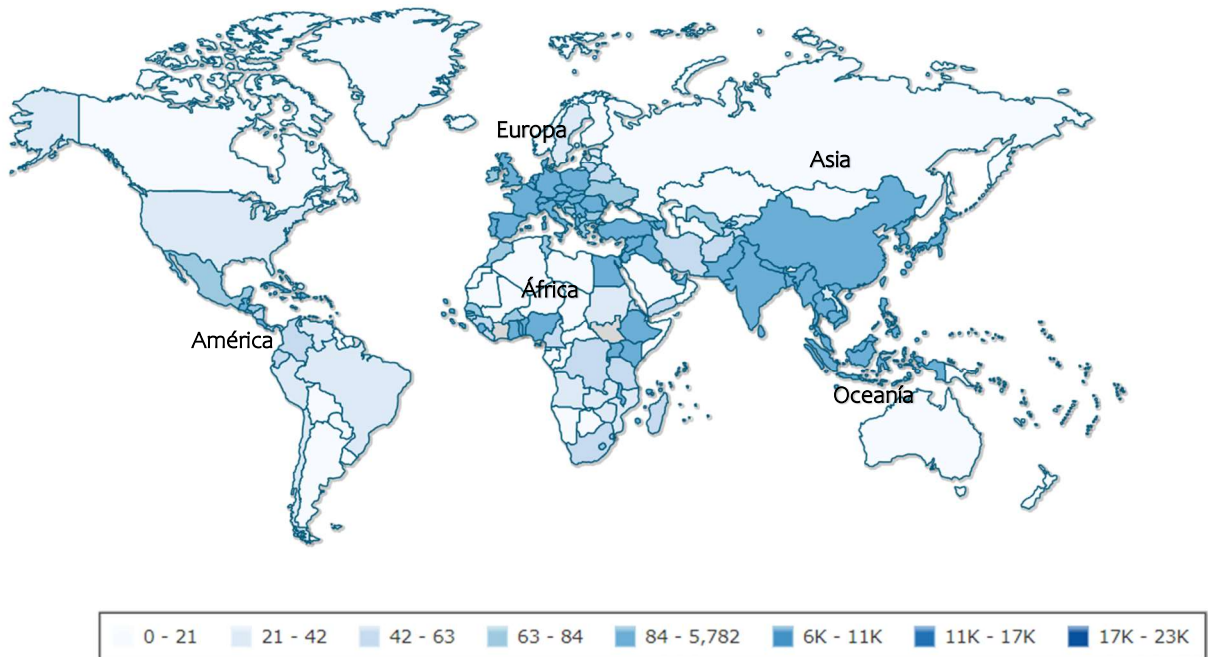 Europa
Asia
África
América
Oceanía
0 - 21
21 - 42
42 - 63
63 - 84
84 - 5,782
6K - 11K
11K - 17K
17K - 23K